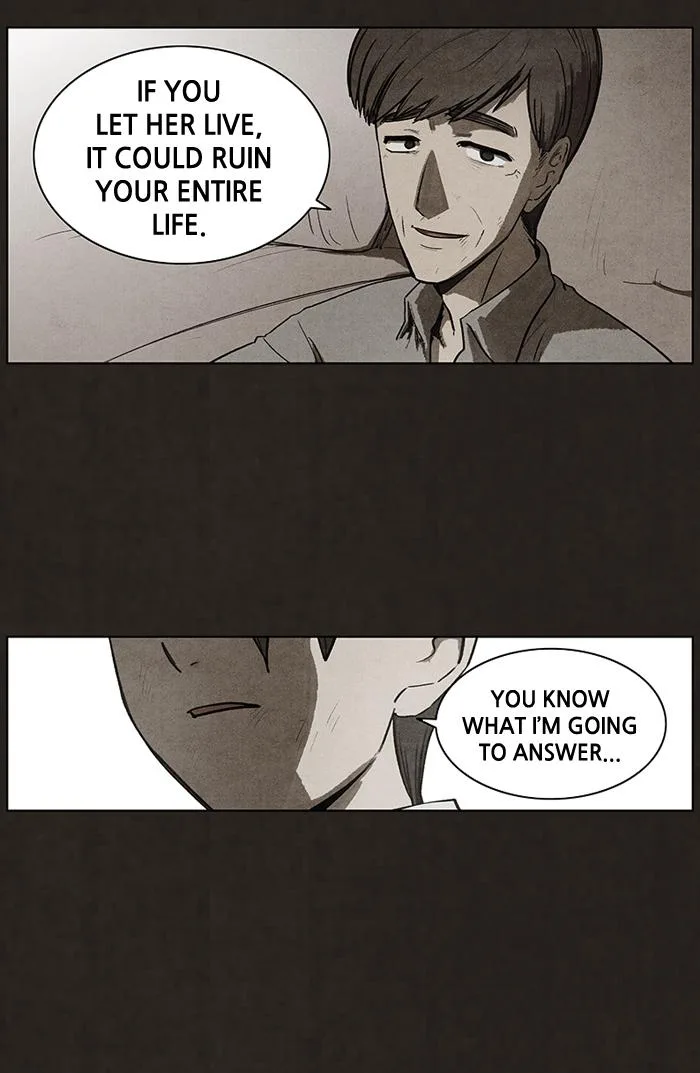 IF YOU
LET HER LIVE,
IT COULD RUIN
YOUR ENTIRE
LIFE.
YOU KNOW
WHAT I'M GOING
TO ANSWER...